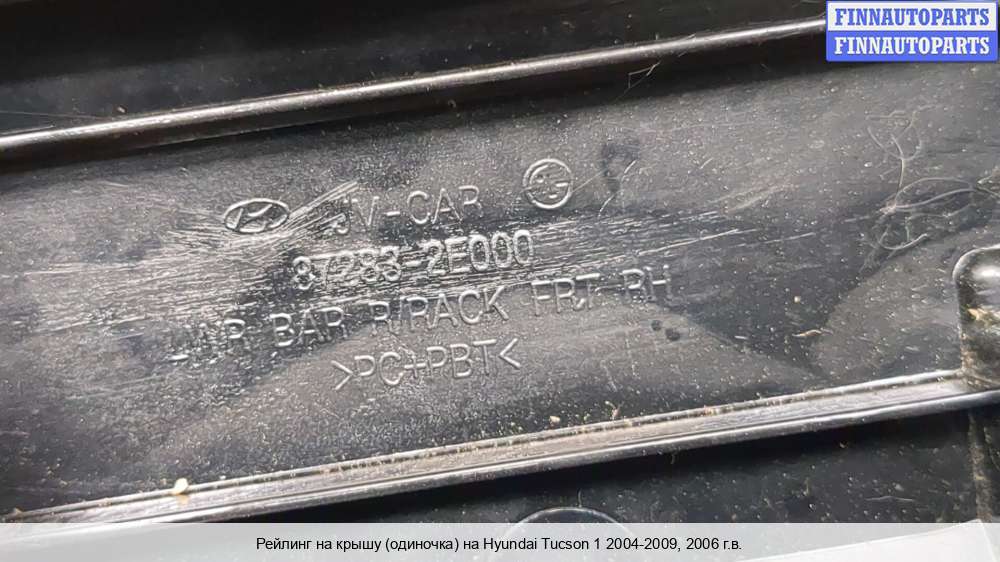 FINNAUTOPARTS
FINNAUTOPARTS
JV-CAR
87283-2E000
LWR BAR R/RACK FRT RH
>PC+PBT<
Рейлинг на крышу (одиночка) на Hyundai Tucson 1 2004-2009, 2006 г.в.